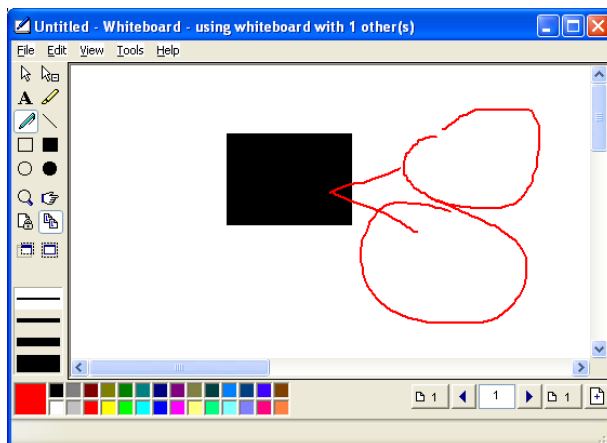 Untitled - Whiteboard - using whiteboard with 1 other(s)
File Edit View Tools Help
A
1 1 1